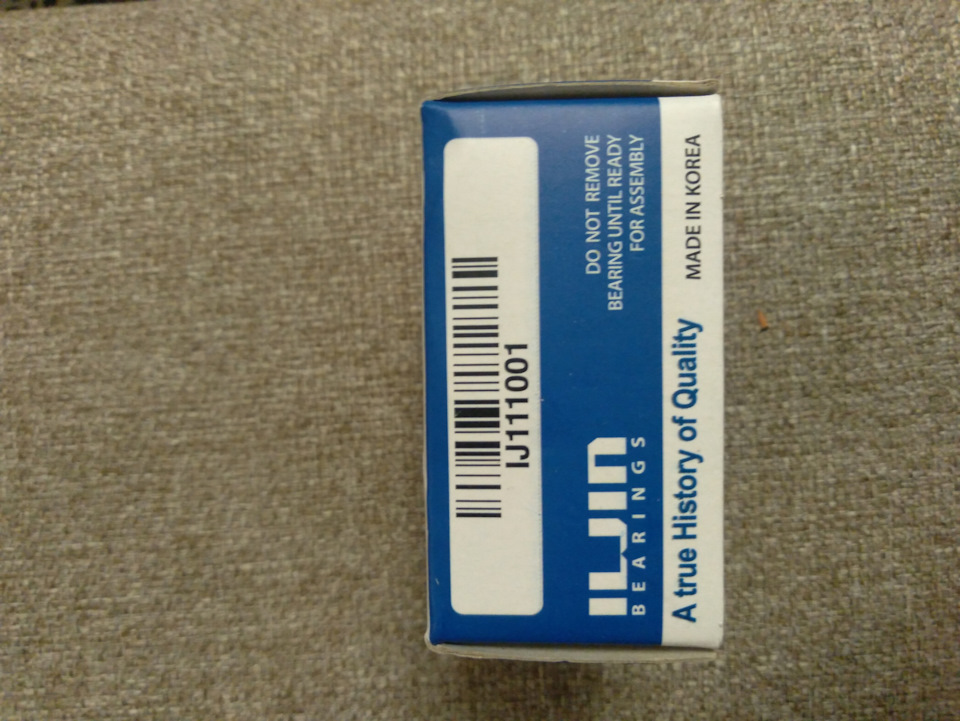 IJ111001
ILJIN
BEARINGS
DO NOT REMOVE
BEARING UNTIL READY
FOR ASSEMBLY
A true History of Quality
MADE IN KOREA